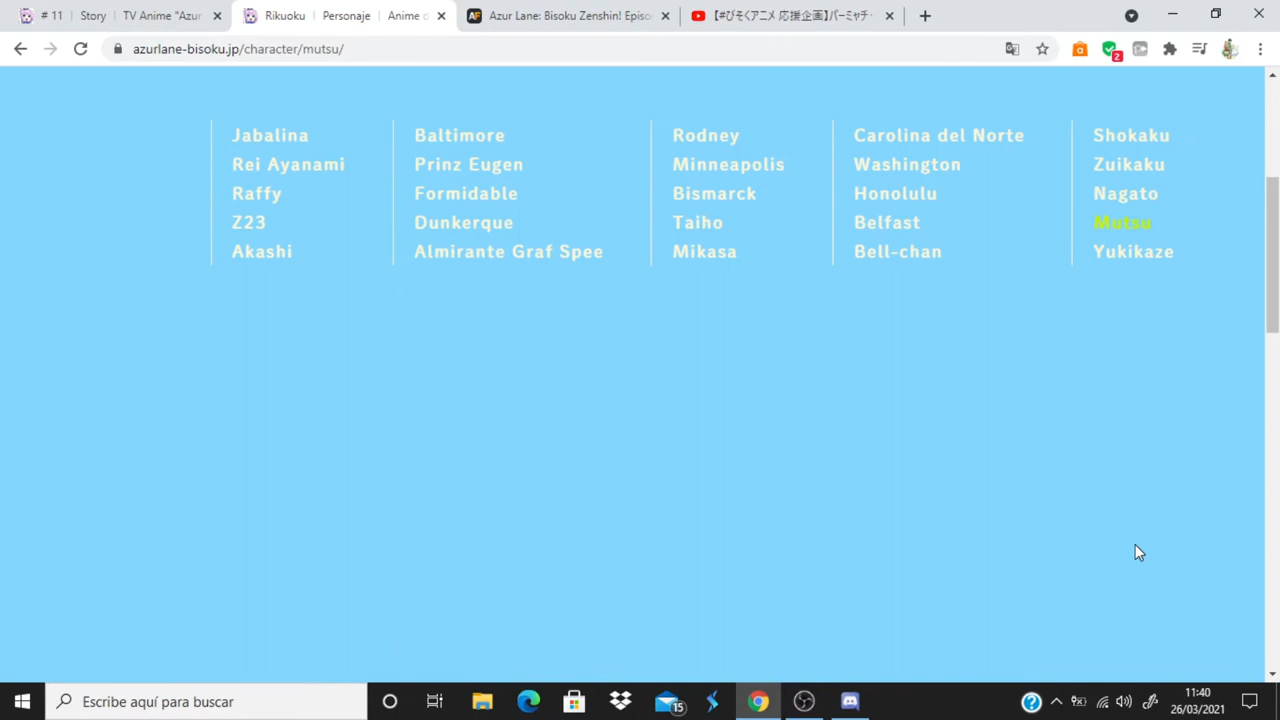 # 11 | Story | TV Anime "Azur
Rikuoku | Personaje | Anime d
Azur Lane: Bisoku Zenshin! Episo
【#びそくアニメ 応援企画】バーミヤチ
azurlane-bisoku.jp/character/mutsu/
2
Jabalina
Rei Ayanami
Raffy
Z23
Akashi
Baltimore
Prinz Eugen
Formidable
Dunkerque
Almirante Graf Spee
Rodney
Minneapolis
Bismarck
Taiho
Mikasa
Carolina del Norte
Washington
Honolulu
Belfast
Bell-chan
Shokaku
Zuikaku
Nagato
Mutsu
Yukikaze
Escribe aquí para buscar
15
11:40
26/03/2021